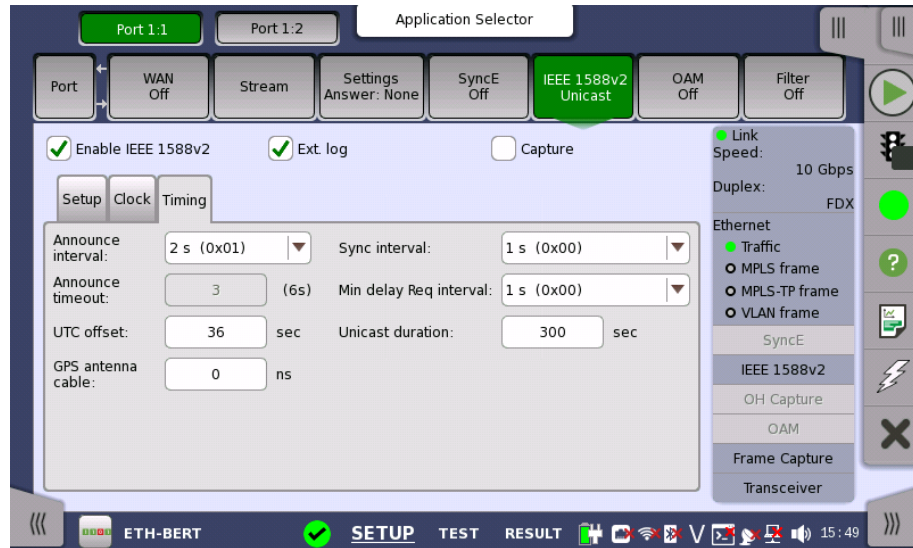 Application Selector
Port 1:1
Port 1:2
Port
WAN
Off
Stream
Settings
Answer: None
SyncE
Off
IEEE 1588v2
Unicast
OAM
Off
Filter
Off
Enable IEEE 1588v2
Ext. log
Capture
Setup
Clock
Timing
Announce
interval:
2 s (0x01)
Sync interval:
1 s (0x00)
Announce
timeout:
3
(6s)
Min delay Req interval:
1 s (0x00)
UTC offset:
36
sec
Unicast duration:
300
sec
GPS antenna
cable:
0
ns
Link
Speed:
10 Gbps
Duplex:
FDX
Ethernet
Traffic
MPLS frame
MPLS-TP frame
VLAN frame
SyncE
IEEE 1588v2
OH Capture
OAM
Frame Capture
Transceiver
ETH-BERT
SETUP
TEST
RESULT
V
15:49